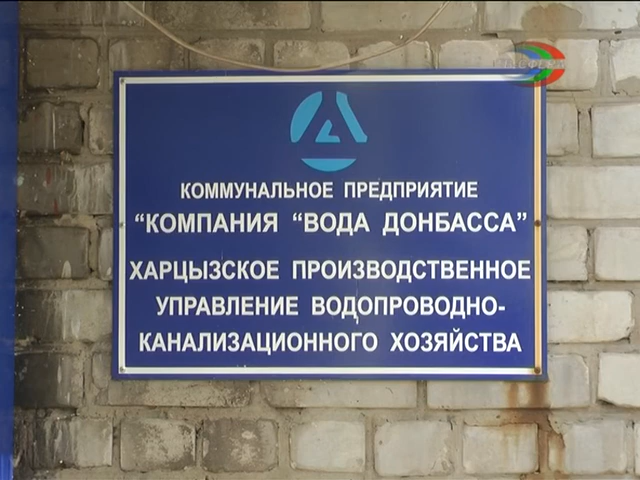 КОММУНАЛЬНОЕ ПРЕДПРИЯТИЕ
“КОМПАНИЯ “ВОДА ДОНБАССА”
ХАРЦЫЗСКОЕ ПРОИЗВОДСТВЕННОЕ
УПРАВЛЕНИЕ ВОДОПРОВОДНО-
КАНАЛИЗАЦИОННОГО ХОЗЯЙСТВА